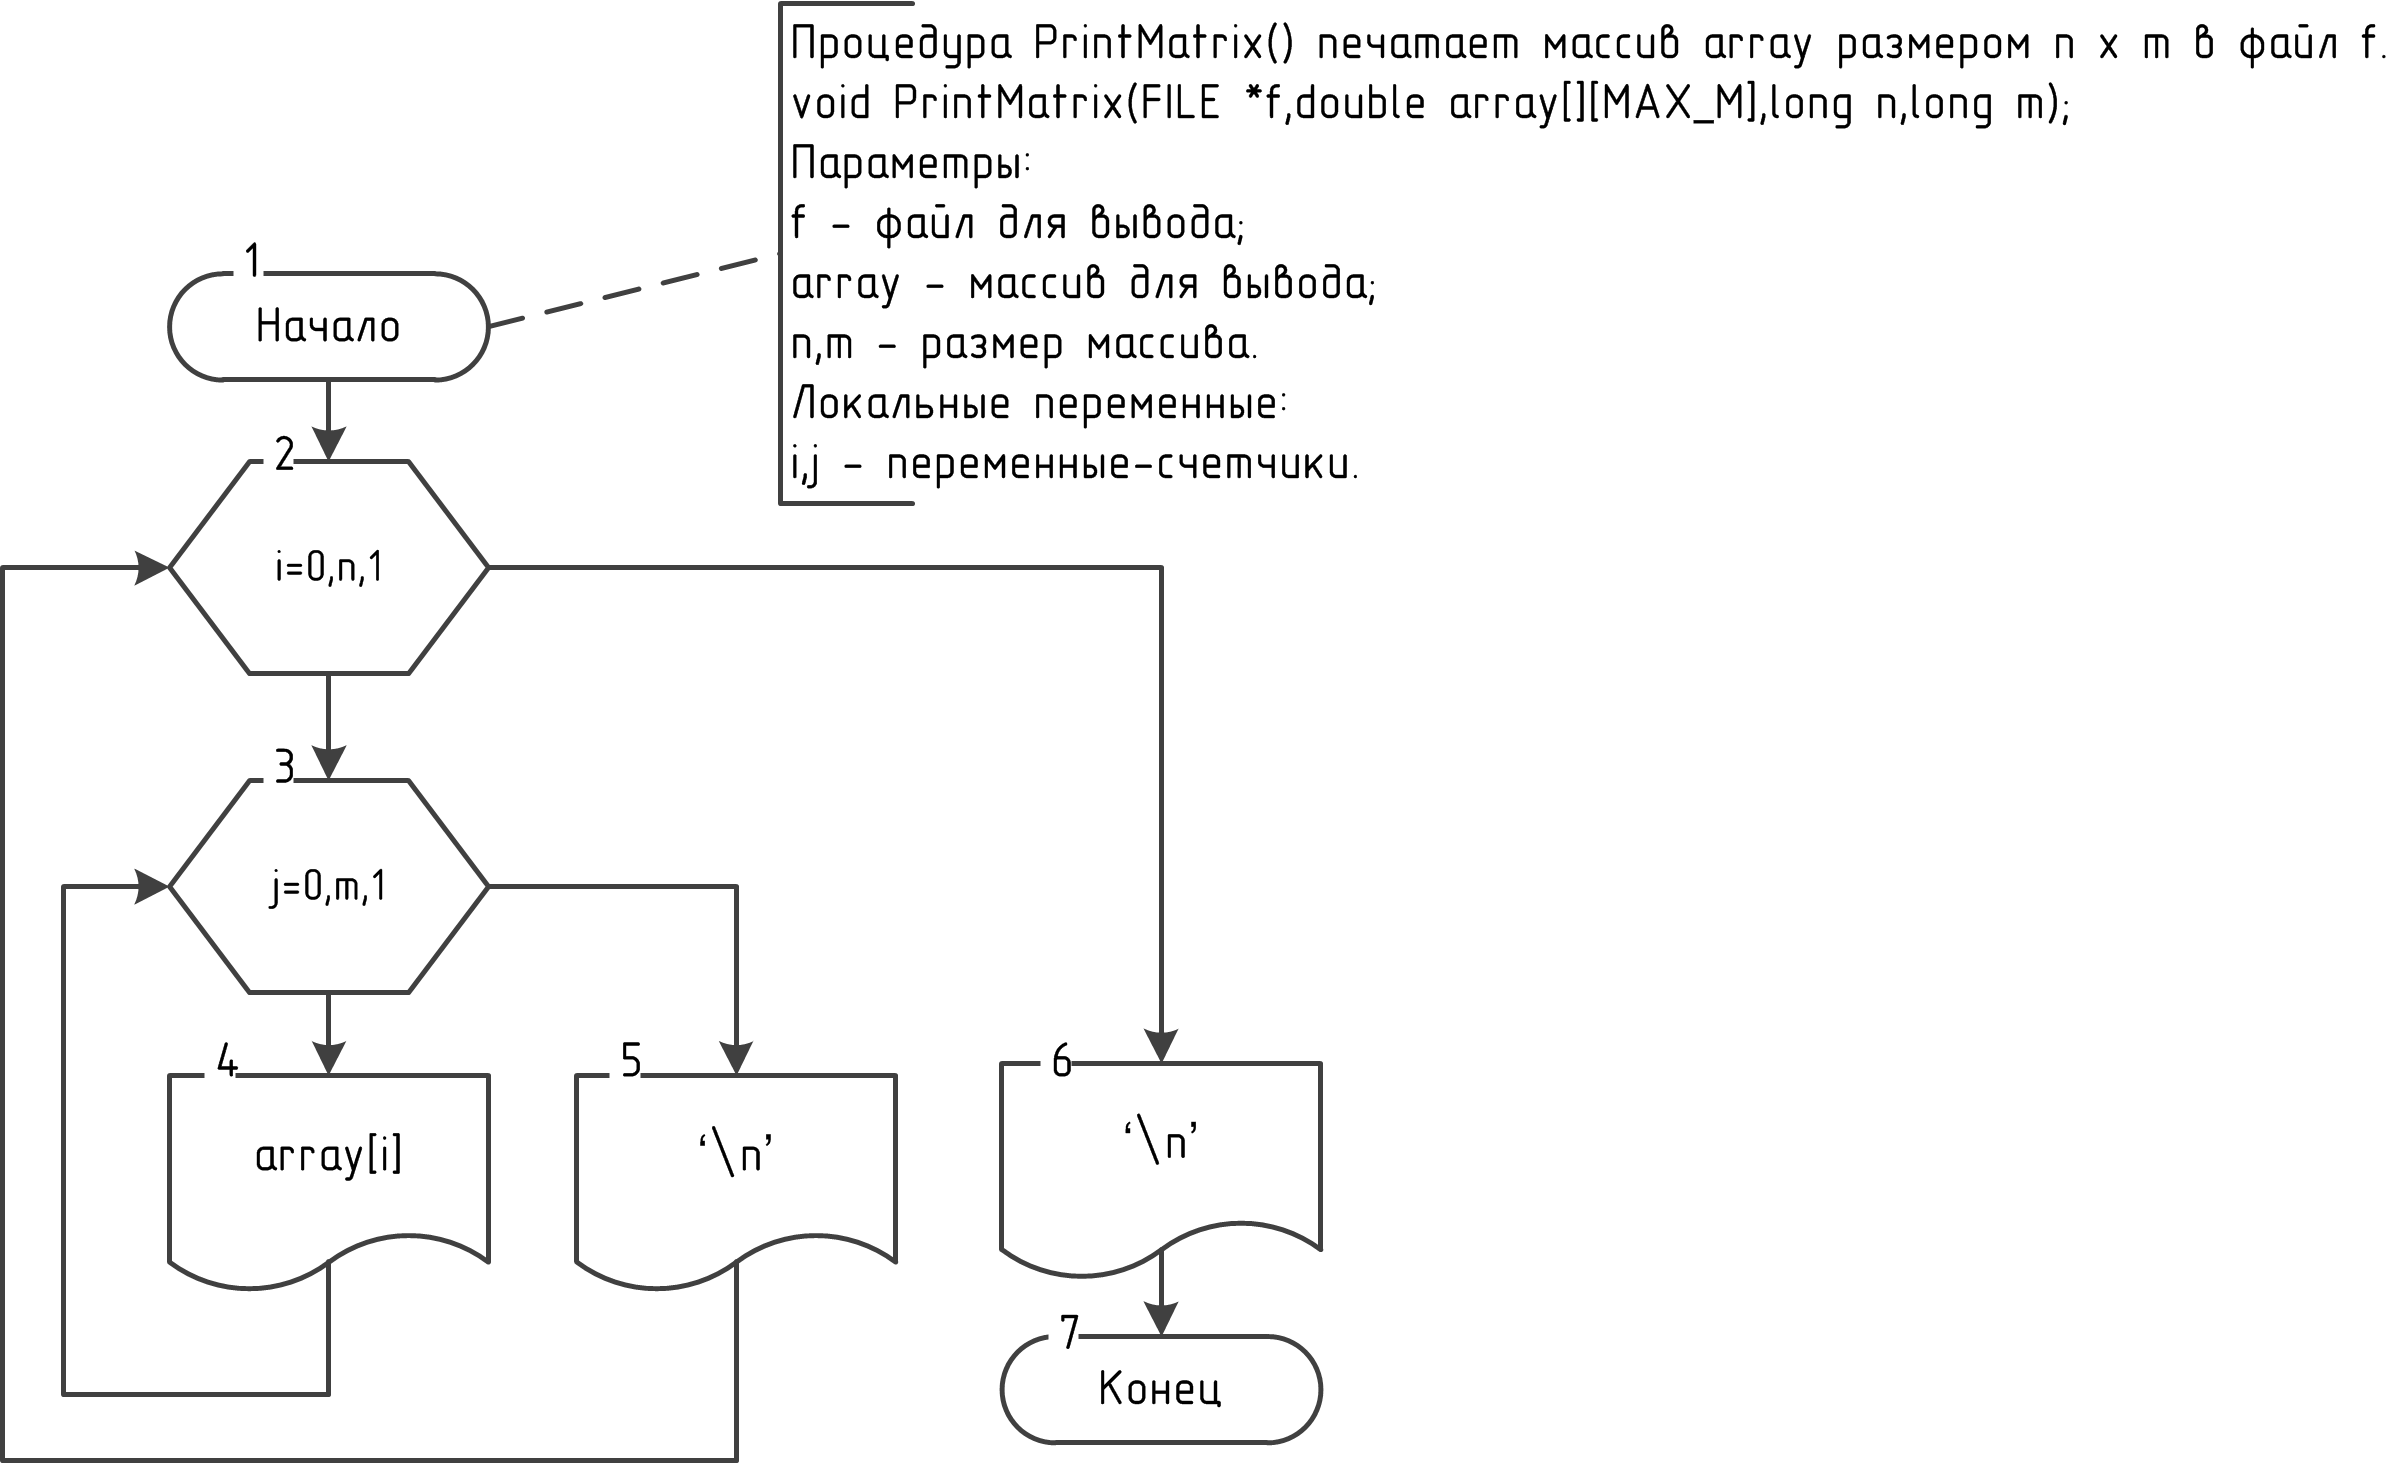 Процедура PrintMatrix() печатает массив array размером n x m в файл f.
void PrintMatrix(FILE *f,double array[][MAX_M],long n,long m);
Параметры:
f - файл для вывода;
array - массив для вывода;
n,m - размер массива.
Локальные переменные:
i,j - переменные-счетчики.
1
Начало
2
i=0,n,1
3
j=0,m,1
4
array[i]
5
‘\n’
6
‘\n’
7
Конец